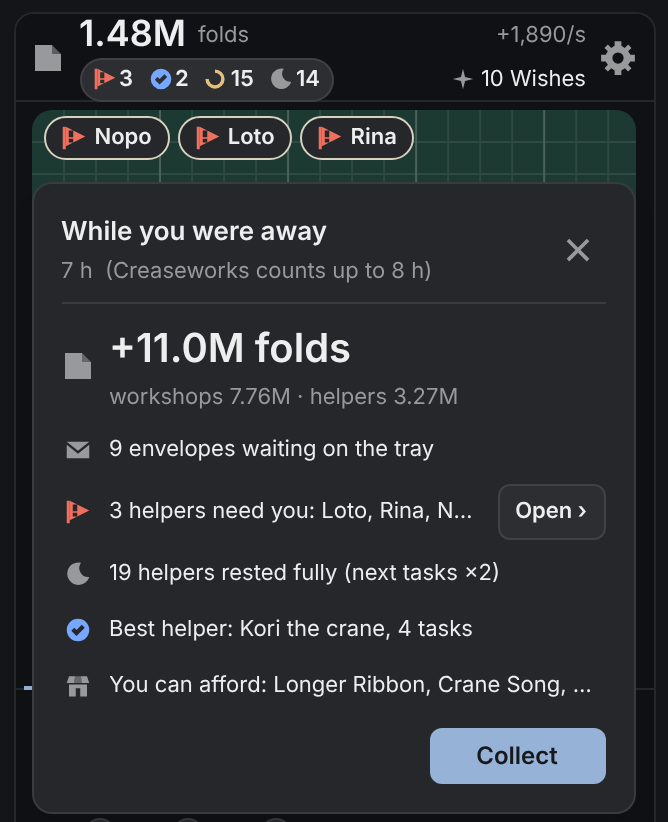 1.48M folds +1,890/s
3 2 15 14 10 Wishes
Nopo Loto Rina
While you were away
7 h (Creaseworks counts up to 8 h)
+11.0M folds
workshops 7.76M · helpers 3.27M
9 envelopes waiting on the tray
3 helpers need you: Loto, Rina, N... Open ›
19 helpers rested fully (next tasks ×2)
Best helper: Kori the crane, 4 tasks
You can afford: Longer Ribbon, Crane Song, ...
Collect